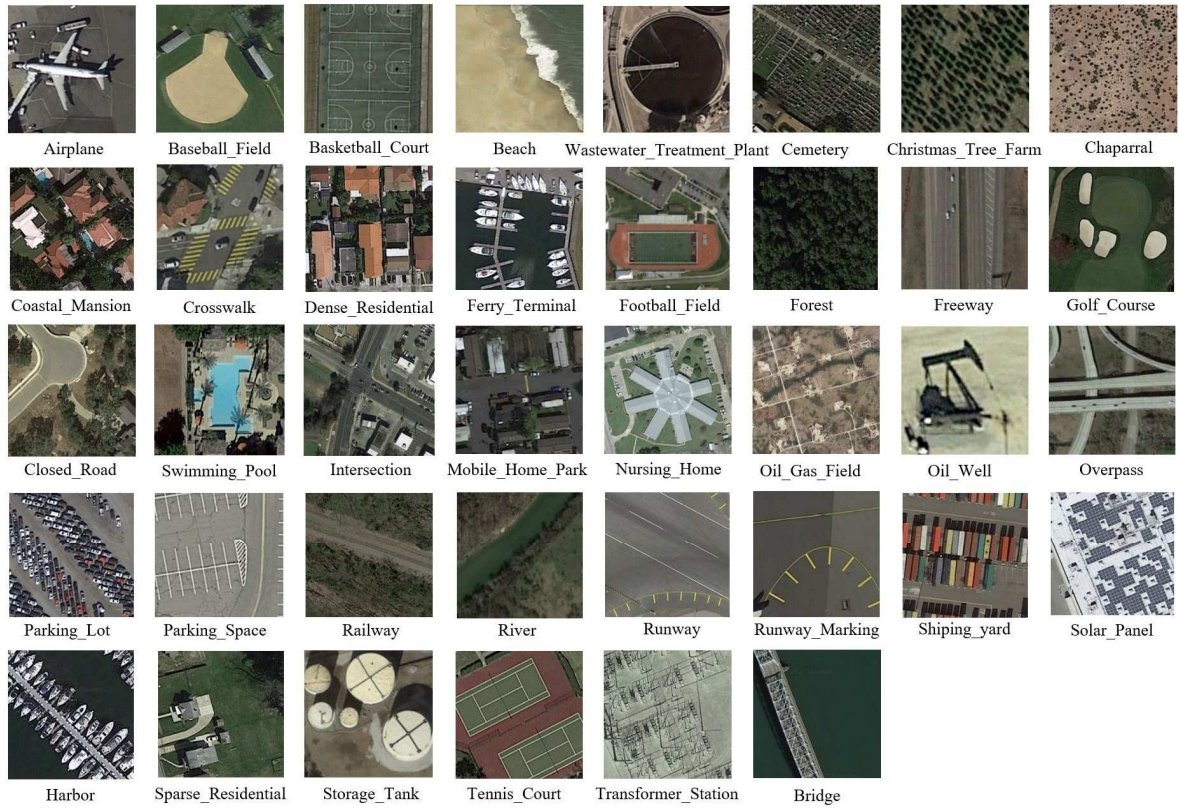 Airplane
Baseball_Field
Basketball_Court
Beach
Wastewater_Treatment_Plant
Cemetery
Christmas_Tree_Farm
Chaparral
Coastal_Mansion
Crosswalk
Dense_Residential
Ferry_Terminal
Football_Field
Forest
Freeway
Golf_Course
Closed_Road
Swimming_Pool
Intersection
Mobile_Home_Park
Nursing_Home
Oil_Gas_Field
Oil_Well
Overpass
Parking_Lot
Parking_Space
Railway
River
Runway
Runway_Marking
Shiping_yard
Solar_Panel
Harbor
Sparse_Residential
Storage_Tank
Tennis_Court
Transformer_Station
Bridge